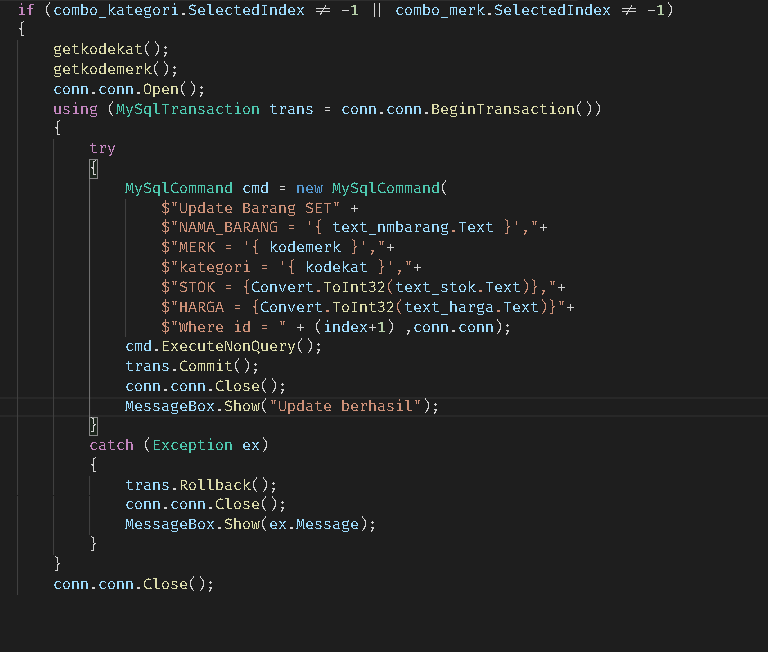 if (combo_kategori.SelectedIndex ≠ -1 || combo_merk.SelectedIndex ≠ -1)
{
getkodekat();
getkodemerk();
conn.conn.Open();
using (MySqlTransaction trans = conn.conn.BeginTransaction())
{
try
{
MySqlCommand cmd = new MySqlCommand(
$"Update Barang SET" +
$"NAMA_BARANG = '{ text_nmbarang.Text }',"+
$"MERK = '{ kodemerk }',"+
$"kategori = '{ kodekat }',"+
$"STOK = {Convert.ToInt32(text_stok.Text)},"+
$"HARGA = {Convert.ToInt32(text_harga.Text)}"+
$"Where id = " + (index+1) ,conn.conn);
cmd.ExecuteNonQuery();
trans.Commit();
conn.conn.Close();
MessageBox.Show("Update berhasil");
}
catch (Exception ex)
{
trans.Rollback();
conn.conn.Close();
MessageBox.Show(ex.Message);
}
}
conn.conn.Close();